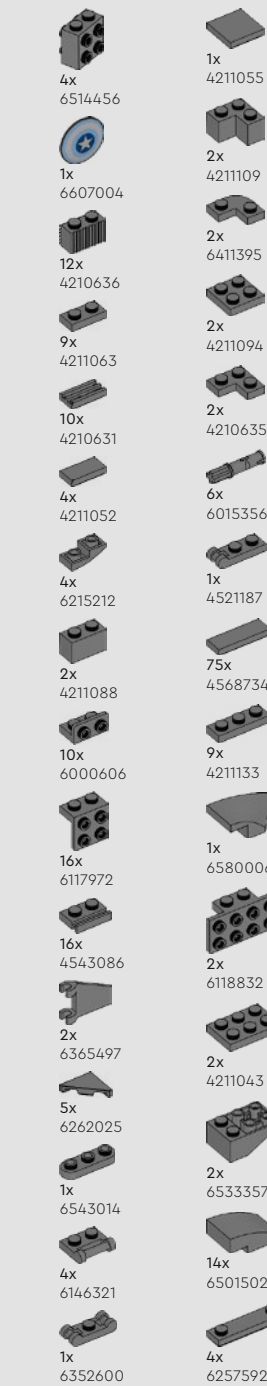 4x
6514456
1x
6607004
12x
4210636
9x
4211063
10x
4210631
4x
4211052
4x
6215212
2x
4211088
10x
6000606
16x
6117972
16x
4543086
2x
6365497
5x
6262025
1x
6543014
4x
6146321
1x
6352600
1x
4211055
2x
4211109
2x
6411395
2x
4211094
2x
4210635
6x
6015356
1x
4521187
75x
4568734
9x
4211133
1x
6580006
2x
6118832
2x
4211043
2x
6533357
14x
6501502
4x
6257592